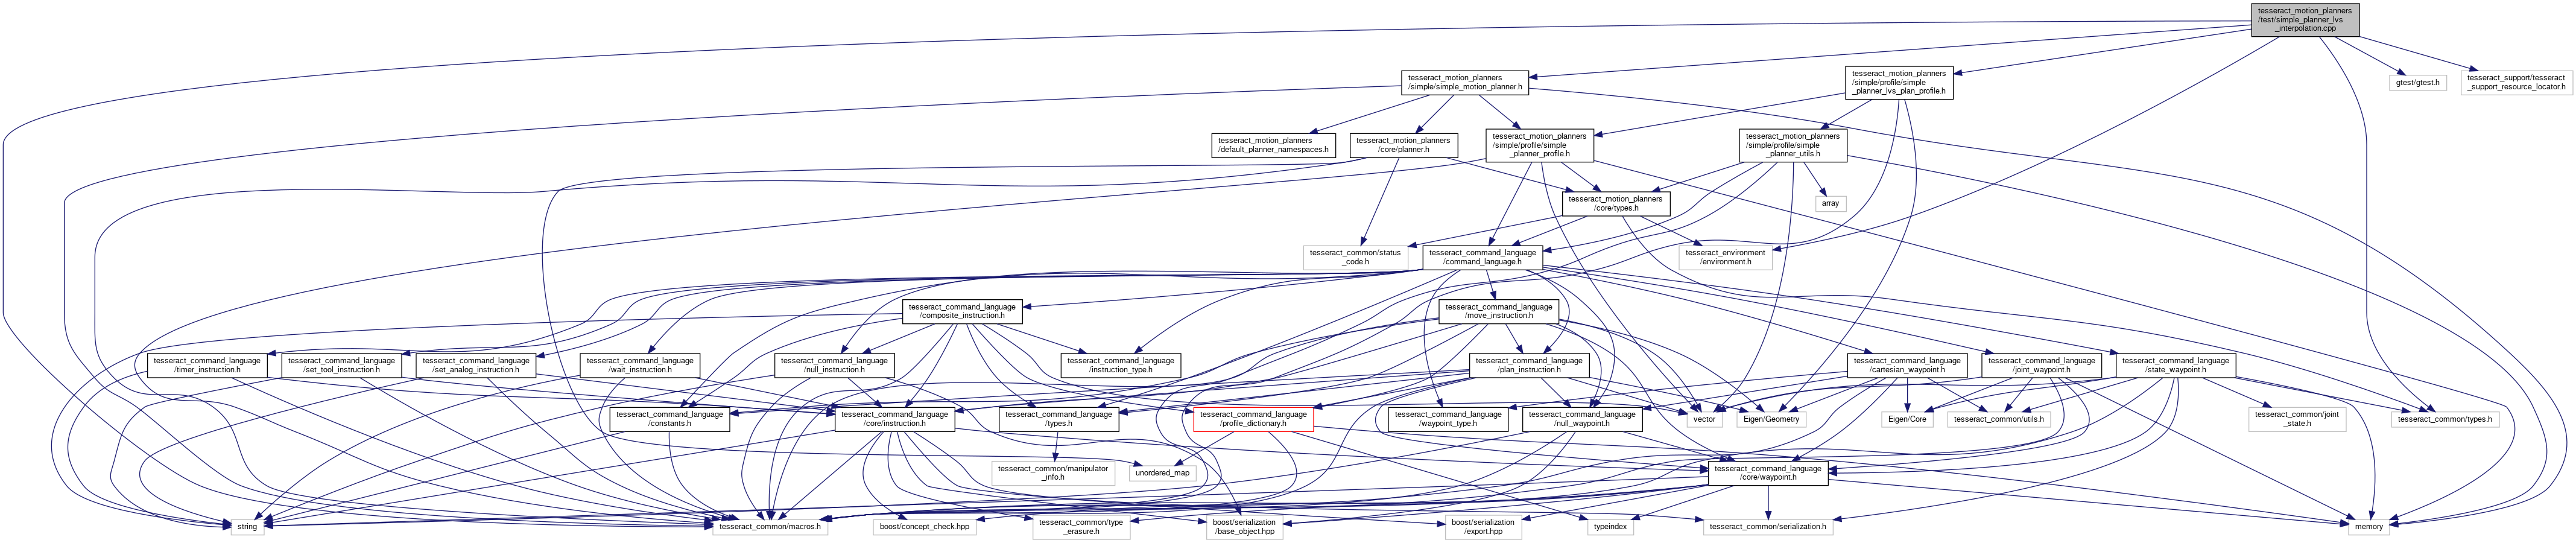 tesseract_motion_planners
/test/simple_planner_lvs
_interpolation.cpp
tesseract_motion_planners
/simple/simple_motion_planner.h
tesseract_motion_planners
/simple/profile/simple
_planner_lvs_plan_profile.h
gtest/gtest.h
tesseract_support/tesseract
_support_resource_locator.h
tesseract_motion_planners
/default_planner_namespaces.h
tesseract_motion_planners
/core/planner.h
tesseract_motion_planners
/simple/profile/simple
_planner_profile.h
tesseract_motion_planners
/simple/profile/simple
_planner_utils.h
tesseract_motion_planners
/core/types.h
array
tesseract_common/status
_code.h
tesseract_command_language
/command_language.h
tesseract_environment
/environment.h
tesseract_command_language
/composite_instruction.h
tesseract_command_language
/move_instruction.h
tesseract_command_language
/timer_instruction.h
tesseract_command_language
/set_tool_instruction.h
tesseract_command_language
/set_analog_instruction.h
tesseract_command_language
/wait_instruction.h
tesseract_command_language
/null_instruction.h
tesseract_command_language
/instruction_type.h
tesseract_command_language
/plan_instruction.h
tesseract_command_language
/cartesian_waypoint.h
tesseract_command_language
/joint_waypoint.h
tesseract_command_language
/state_waypoint.h
tesseract_command_language
/constants.h
tesseract_command_language
/core/instruction.h
tesseract_command_language
/types.h
tesseract_command_language
/profile_dictionary.h
tesseract_command_language
/waypoint_type.h
tesseract_command_language
/null_waypoint.h
vector
Eigen/Geometry
Eigen/Core
tesseract_common/utils.h
tesseract_common/joint
_state.h
tesseract_common/types.h
tesseract_common/manipulator
_info.h
unordered_map
tesseract_command_language
/core/waypoint.h
string
tesseract_common/macros.h
boost/concept_check.hpp
tesseract_common/type
_erasure.h
boost/serialization
/base_object.hpp
boost/serialization
/export.hpp
typeindex
tesseract_common/serialization.h
memory